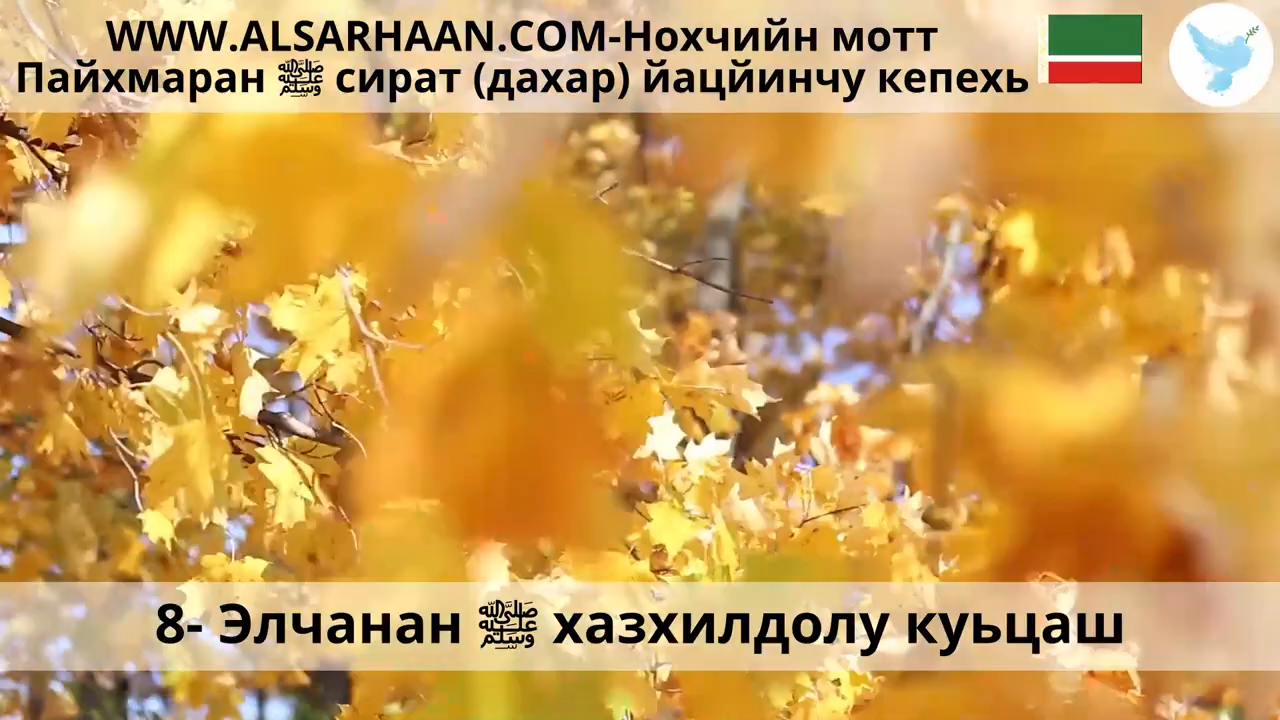 WWW.ALSARHAAN.COM-Нохчийн мотт
Пайхмаран ﷺ сират (дахар) йацйинчу кепехь
8- Элчанан ﷺ хазхилдолу куьцаш